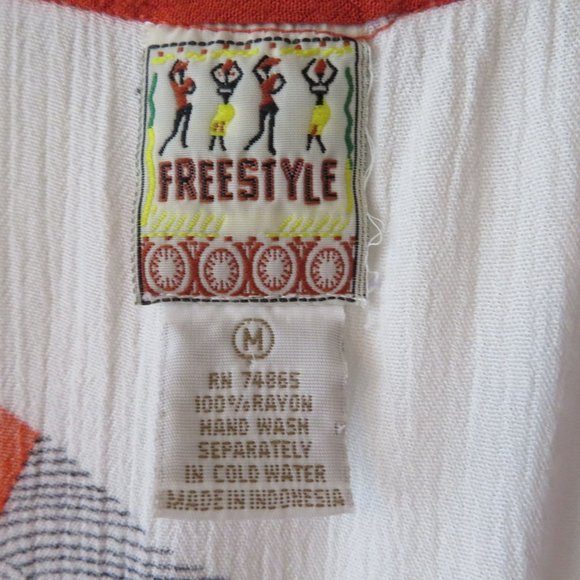 FREESTYLE
M
RN 74865
100% RAYON
HAND WASH
SEPARATELY
IN COLD WATER
MADE IN INDONESIA